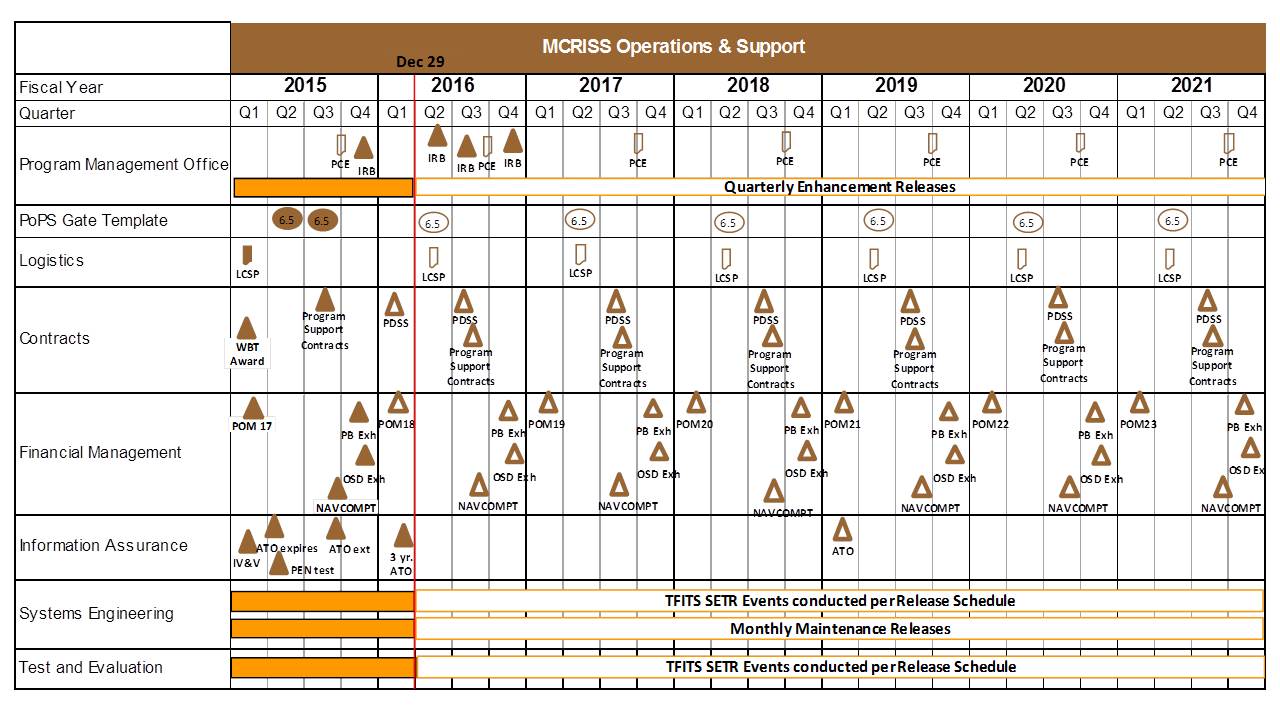 MCRISS Operations & Support
Dec 29
Fiscal Year 2015 2016 2017 2018 2019 2020 2021
Quarter Q1 Q2 Q3 Q4 Q1 Q2 Q3 Q4 Q1 Q2 Q3 Q4 Q1 Q2 Q3 Q4 Q1 Q2 Q3 Q4 Q1 Q2 Q3 Q4 Q1 Q2 Q3 Q4
Program Management Office
PCE IRB IRB IRB PCE IRB PCE PCE PCE PCE PCE
Quarterly Enhancement Releases
PoPS Gate Template 6.5 6.5 6.5 6.5 6.5 6.5 6.5 6.5
Logistics
LCSP LCSP LCSP LCSP LCSP LCSP LCSP
Contracts
PDSS PDSS PDSS PDSS PDSS PDSS PDSS
WBT
Award
Program
Support
Contracts
Program
Support
Contracts
Program
Support
Contracts
Program
Support
Contracts
Program
Support
Contracts
Program
Support
Contracts
Program
Support
Contracts
Financial Management
POM 17 POM18 POM19 POM20 POM21 POM22 POM23
PB Exh PB Exh PB Exh PB Exh PB Exh PB Exh PB Exh
OSD Exh OSD Exh OSD Exh OSD Exh OSD Exh OSD Exh OSD Ex
NAVCOMPT NAVCOMPT NAVCOMPT NAVCOMPT NAVCOMPT NAVCOMPT NAVCOMPT
Information Assurance
IV&V
ATO expires
PEN test
ATO ext
3 yr.
ATO
ATO
Systems Engineering
TFITS SETR Events conducted per Release Schedule
Monthly Maintenance Releases
Test and Evaluation
TFITS SETR Events conducted per Release Schedule